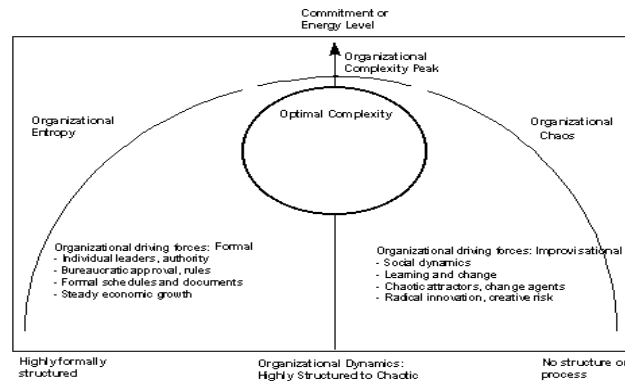 Commitment or
Energy Level
Organizational
Complexity Peak
Organizational
Entropy
Optimal Complexity
Organizational
Chaos
Organizational driving forces: Formal
- Individual leaders, authority
- Bureaucratic approval, rules
- Formal schedules and documents
- Steady economic growth
Organizational driving forces: Improvisational
- Social dynamics
- Learning and change
- Chaotic attractors, change agents
- Radical innovation, creative risk
Highly formally
structured
Organizational Dynamics:
Highly Structured to Chaotic
No structure or
process